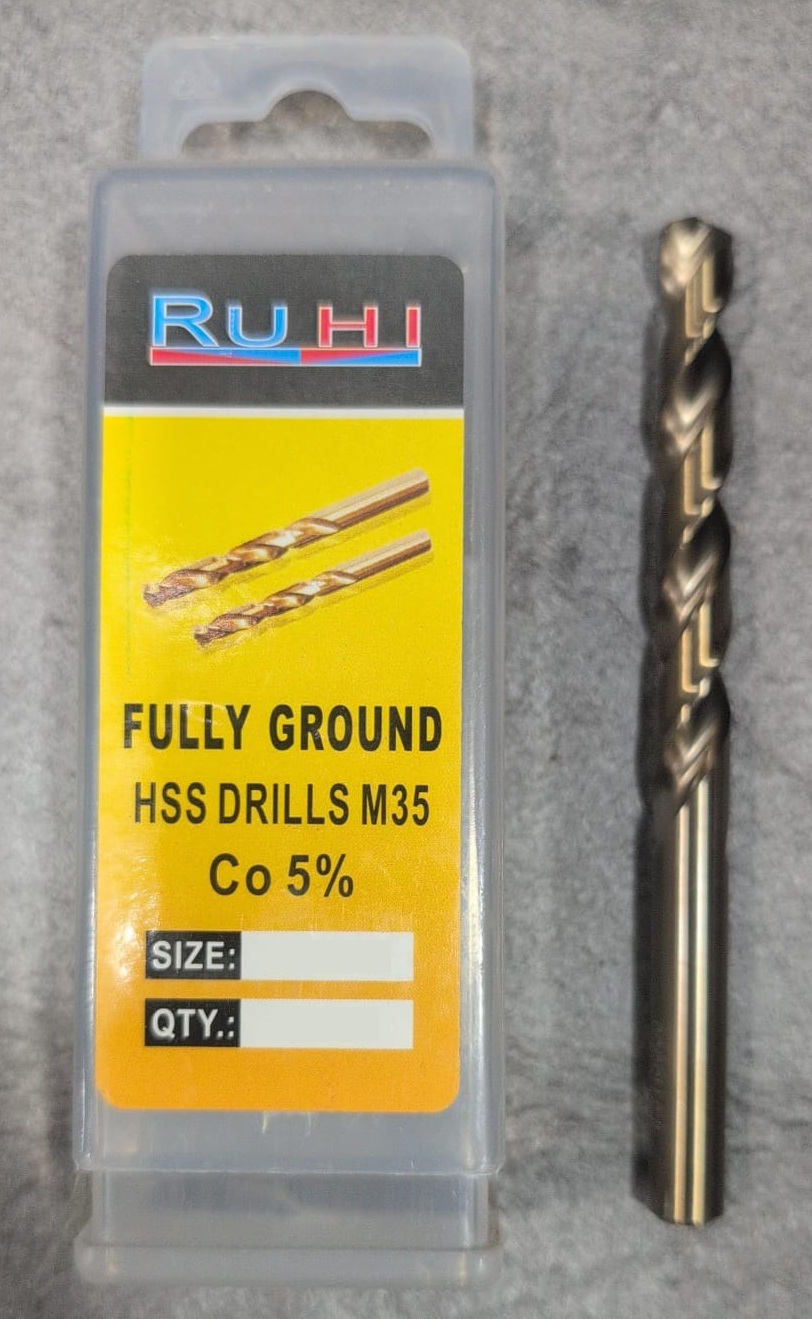 RUHI
FULLY GROUND
HSS DRILLS M35
Co 5%
SIZE:
QTY.: